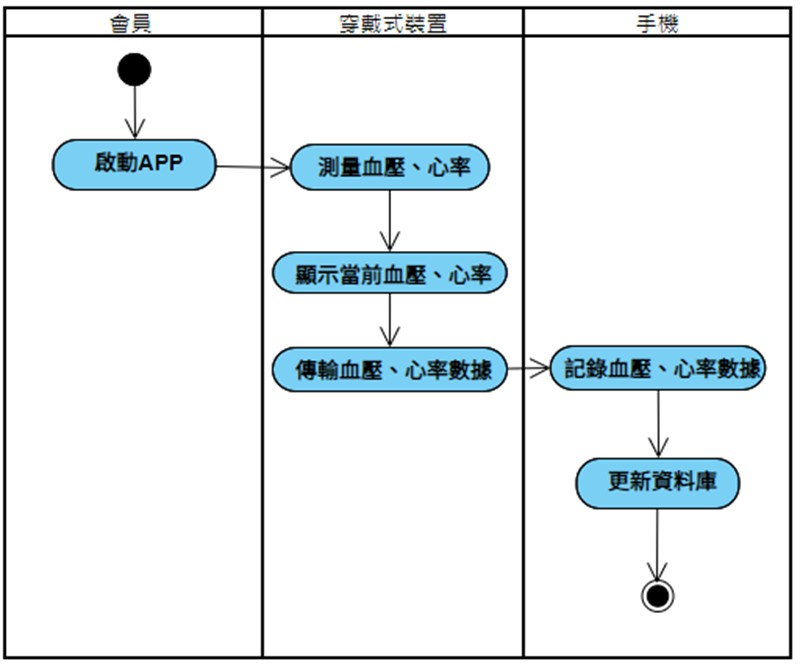 會員
穿戴式裝置
手機
啟動APP
測量血壓、心率
顯示當前血壓、心率
傳輸血壓、心率數據
記錄血壓、心率數據
更新資料庫